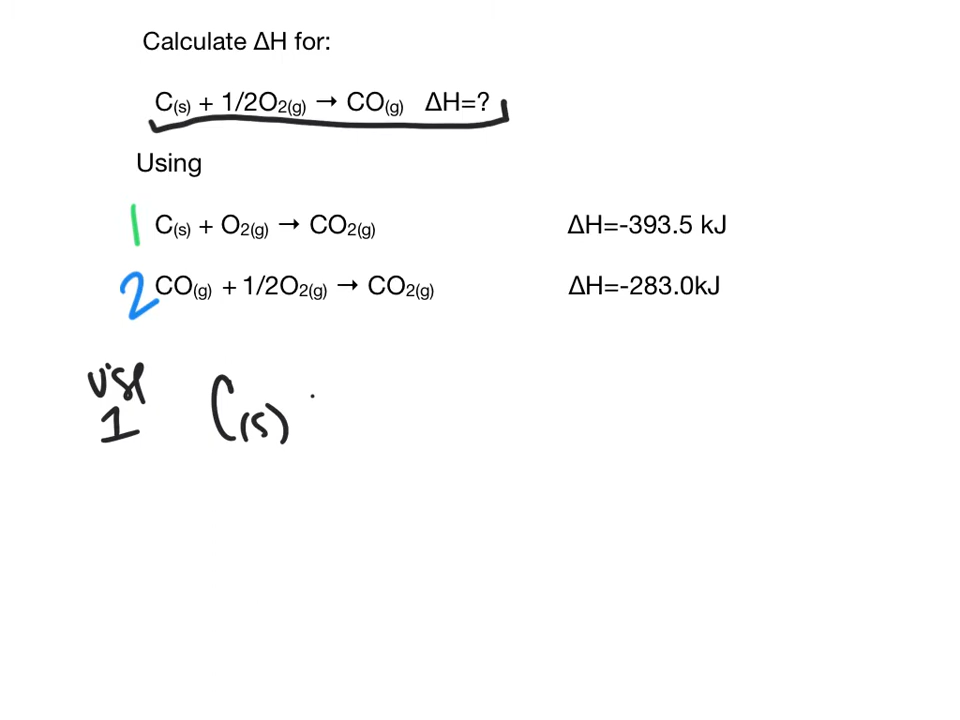 Calculate ΔH for:
C(s) + 1/2O2(g) → CO(g) ΔH=?
Using
1 C(s) + O2(g) → CO2(g) ΔH=-393.5 kJ
2 CO(g) + 1/2O2(g) → CO2(g) ΔH=-283.0kJ
use
1 C(s)